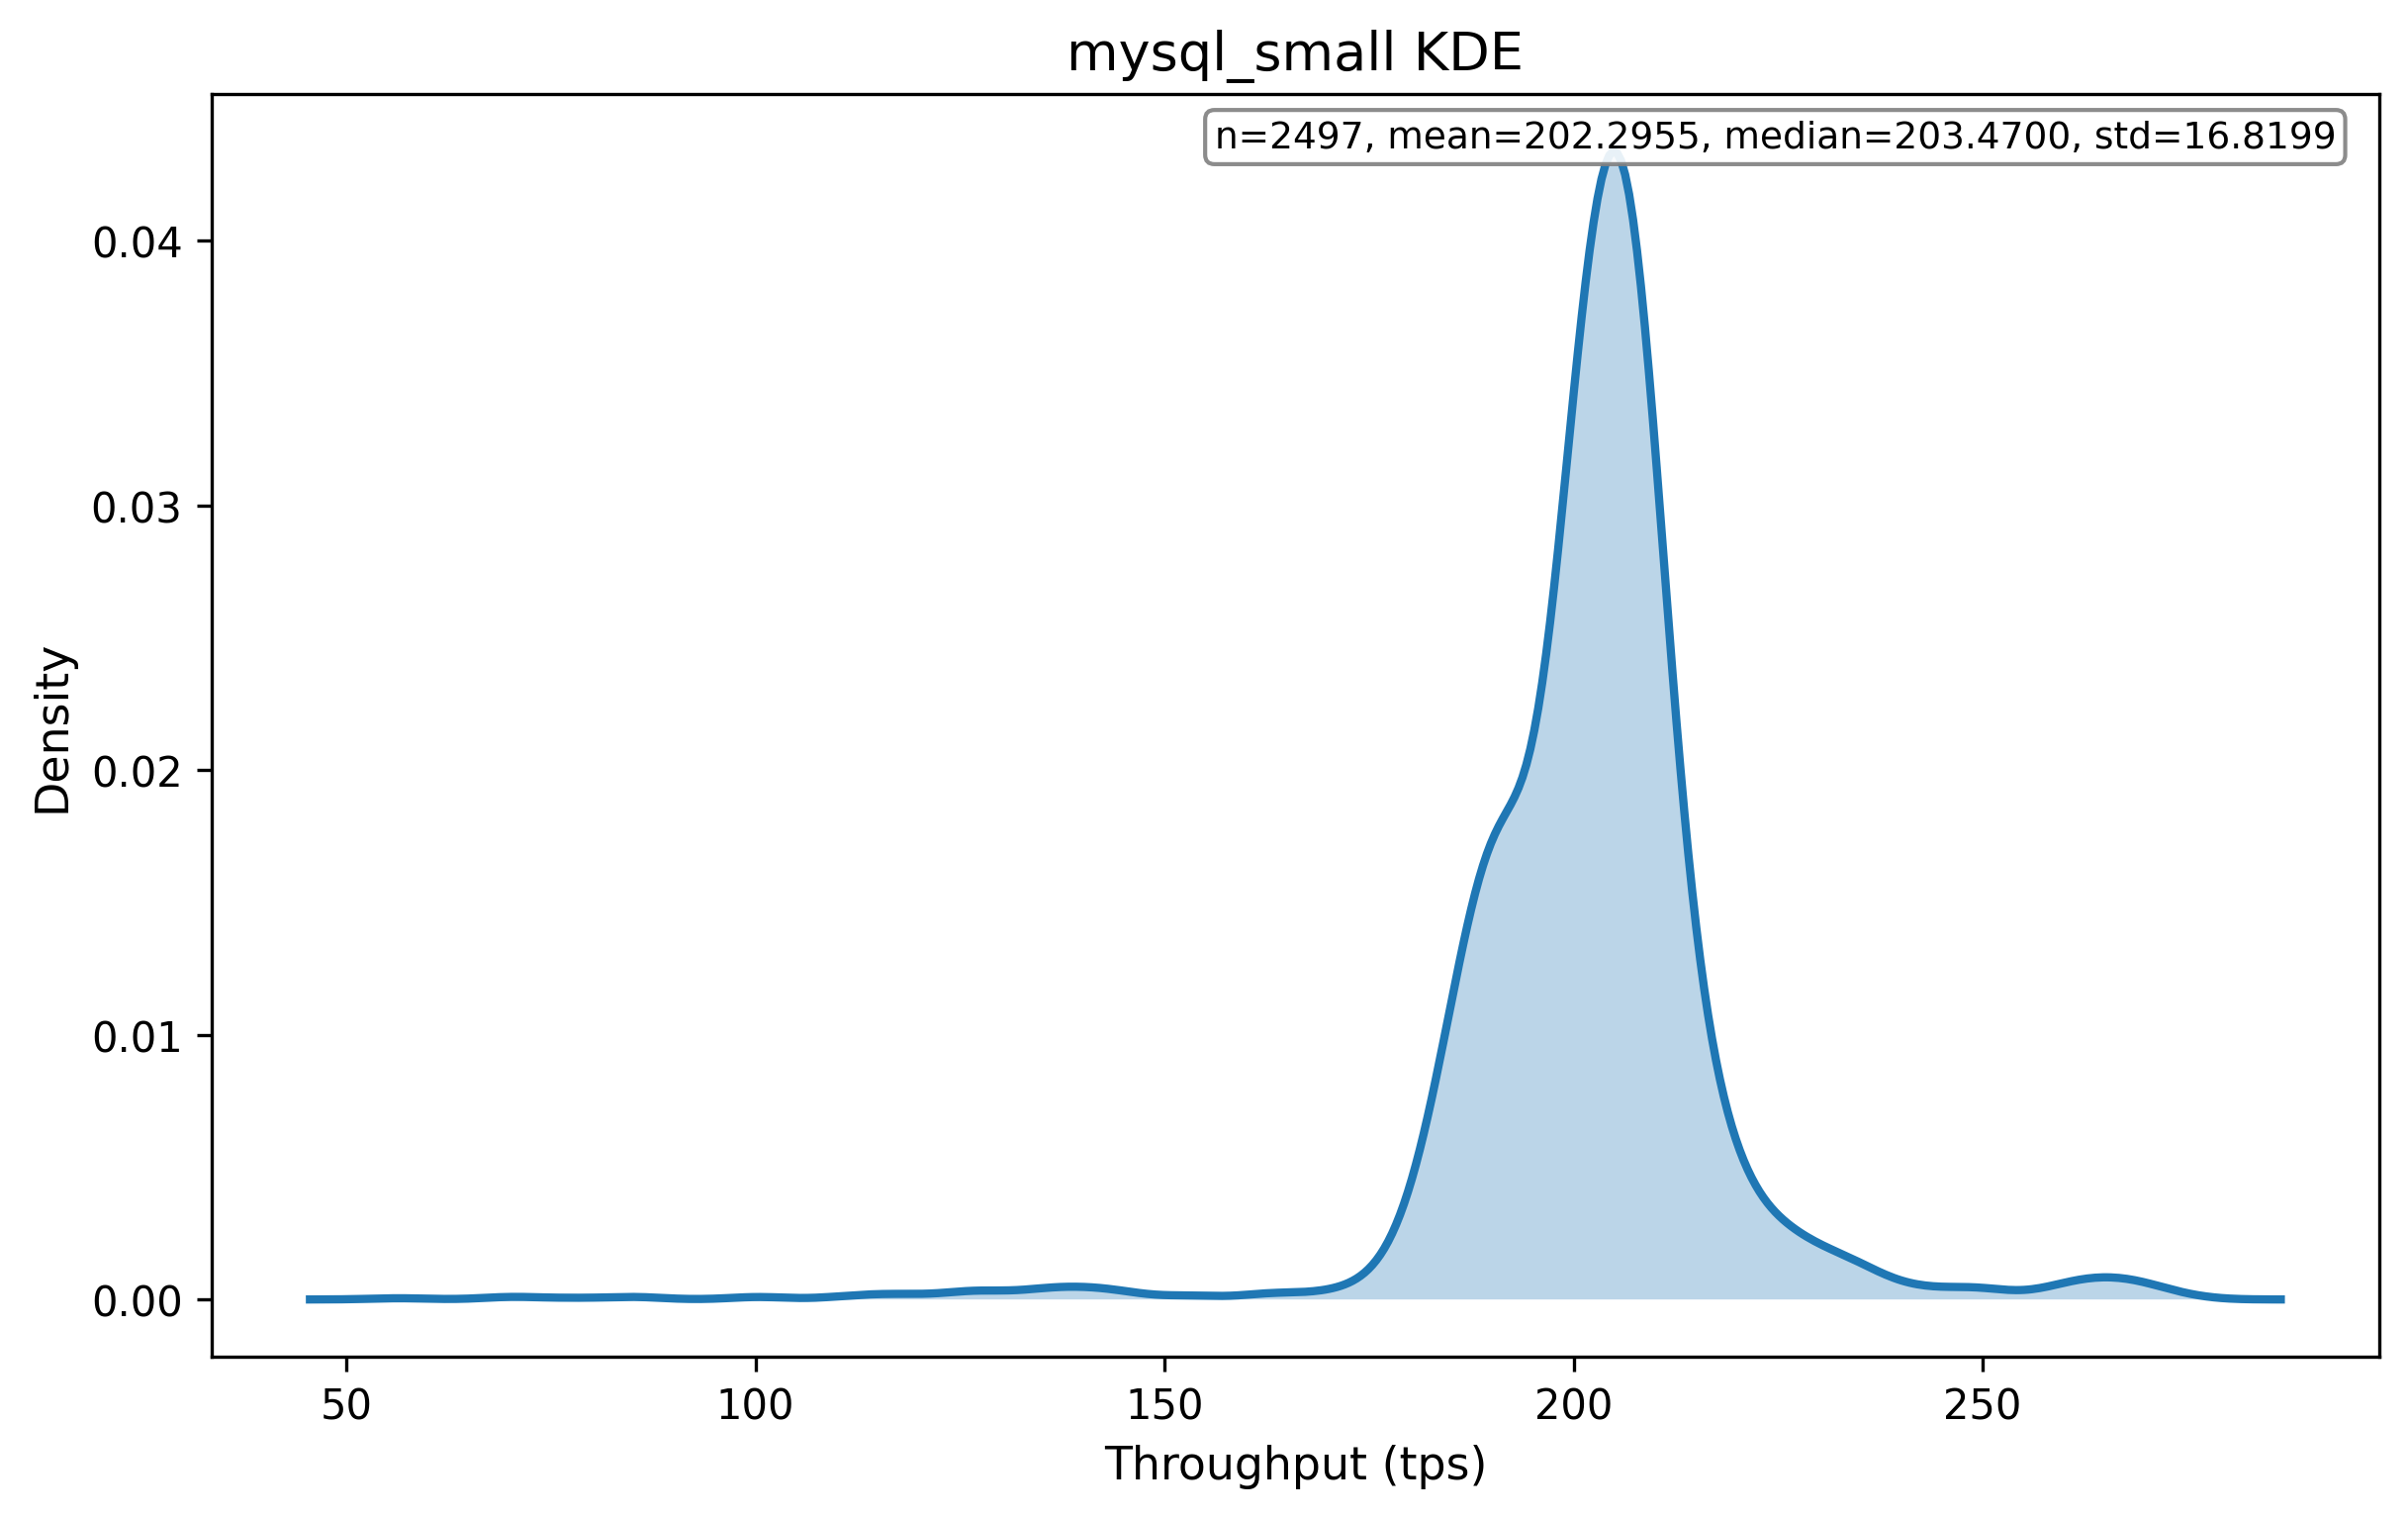 mysql_small KDE
n=2497, mean=202.2955, median=203.4700, std=16.8199
0.04
0.03
0.02
0.01
0.00
Density
50 100 150 200 250
Throughput (tps)